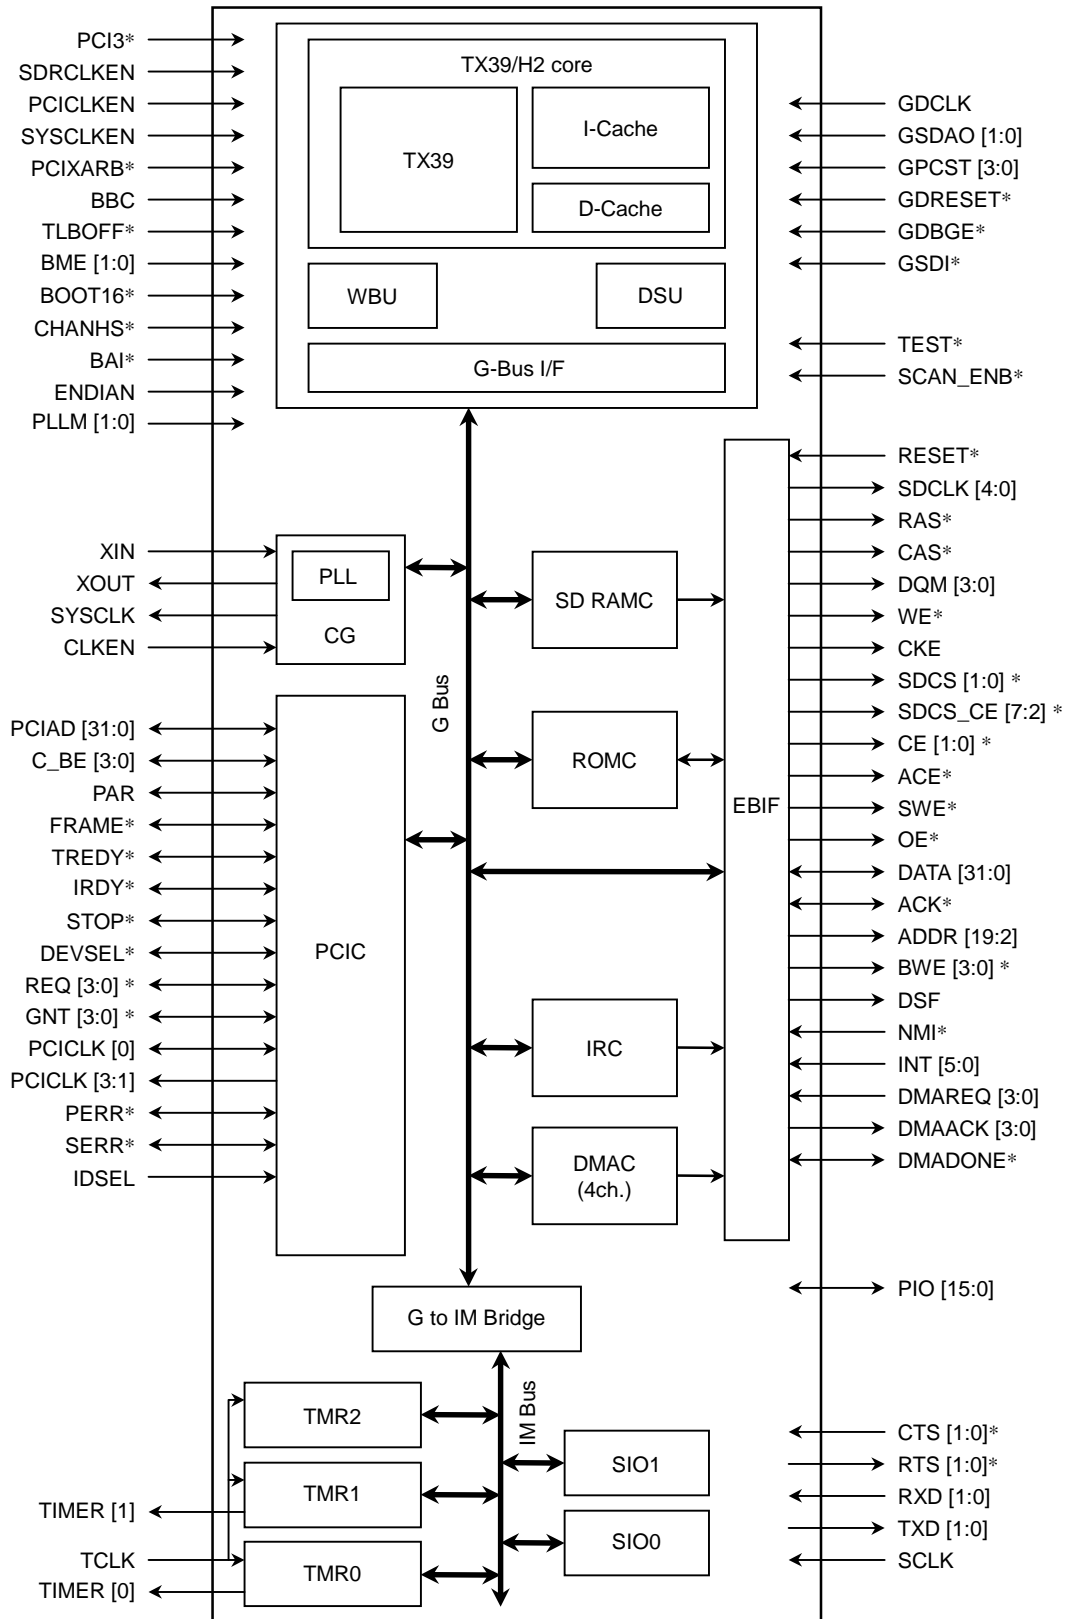 PCI3*
SDRCLKEN
PCICLKEN
SYSCLKEN
PCIXARB*
BBC
TLBOFF*
BME [1:0]
BOOT16*
CHANHS*
BAI*
ENDIAN
PLLM [1:0]
XIN
XOUT
SYSCLK
CLKEN
PCIAD [31:0]
C_BE [3:0]
PAR
FRAME*
TREDY*
IRDY*
STOP*
DEVSEL*
REQ [3:0] *
GNT [3:0] *
PCICLK [0]
PCICLK [3:1]
PERR*
SERR*
IDSEL
TIMER [1]
TCLK
TIMER [0]
TX39/H2 core
TX39
I-Cache
D-Cache
WBU
DSU
G-Bus I/F
PLL
CG
G Bus
SD RAMC
ROMC
EBIF
PCIC
IRC
DMAC
(4ch.)
G to IM Bridge
IM Bus
TMR2
TMR1
TMR0
SIO1
SIO0
GDCLK
GSDAO [1:0]
GPCST [3:0]
GDRESET*
GDBGE*
GSDI*
TEST*
SCAN_ENB*
RESET*
SDCLK [4:0]
RAS*
CAS*
DQM [3:0]
WE*
CKE
SDCS [1:0] *
SDCS_CE [7:2] *
CE [1:0] *
ACE*
SWE*
OE*
DATA [31:0]
ACK*
ADDR [19:2]
BWE [3:0] *
DSF
NMI*
INT [5:0]
DMAREQ [3:0]
DMAACK [3:0]
DMADONE*
PIO [15:0]
CTS [1:0]*
RTS [1:0]*
RXD [1:0]
TXD [1:0]
SCLK